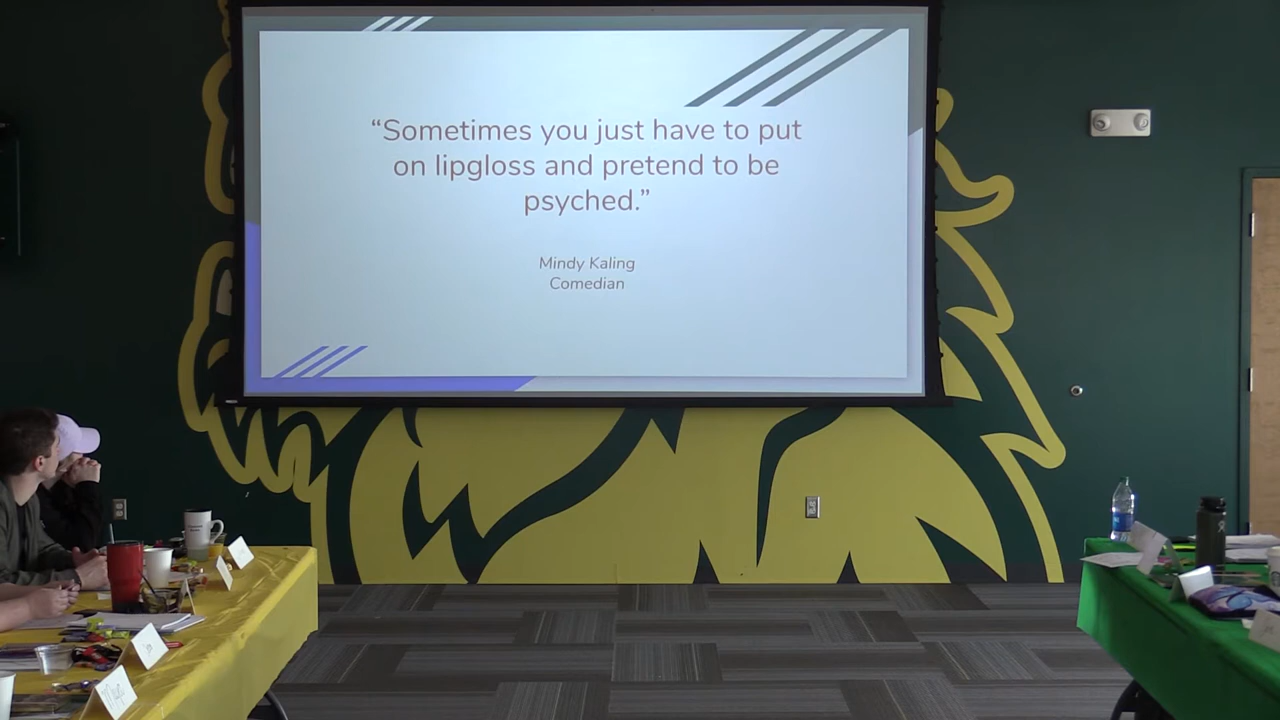 “Sometimes you just have to put
on lipgloss and pretend to be
psyched.”
Mindy Kaling
Comedian